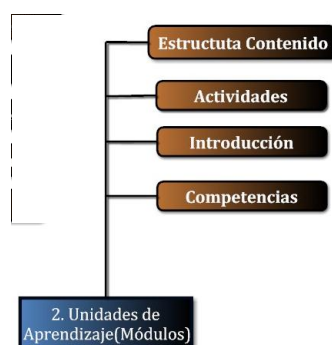 Estructuta Contenido
Actividades
Introducción
Competencias
2. Unidades de
Aprendizaje(Módulos)